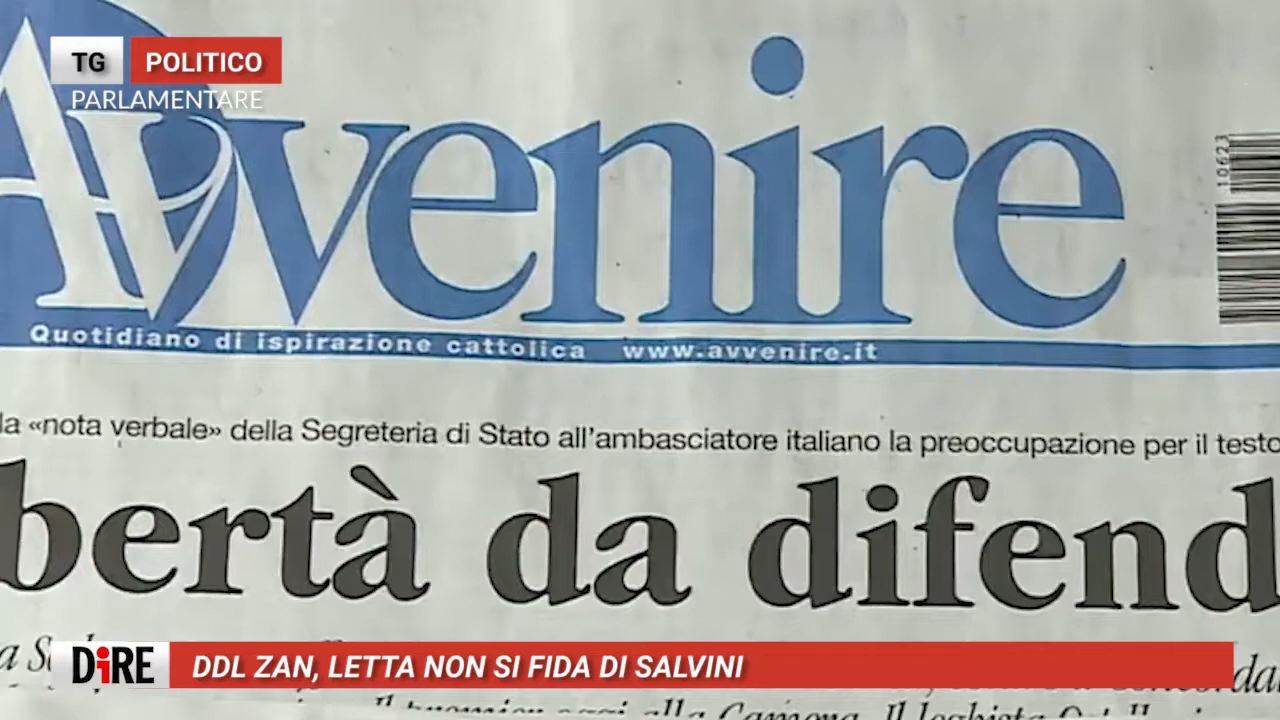 TG POLITICO
PARLAMENTARE
Avvenire
10623
Quotidiano di ispirazione cattolica www.avvenire.it
la «nota verbale» della Segreteria di Stato all'ambasciatore italiano la preoccupazione per il testo
bertà da difend
DiRE DDL ZAN, LETTA NON SI FIDA DI SALVINI